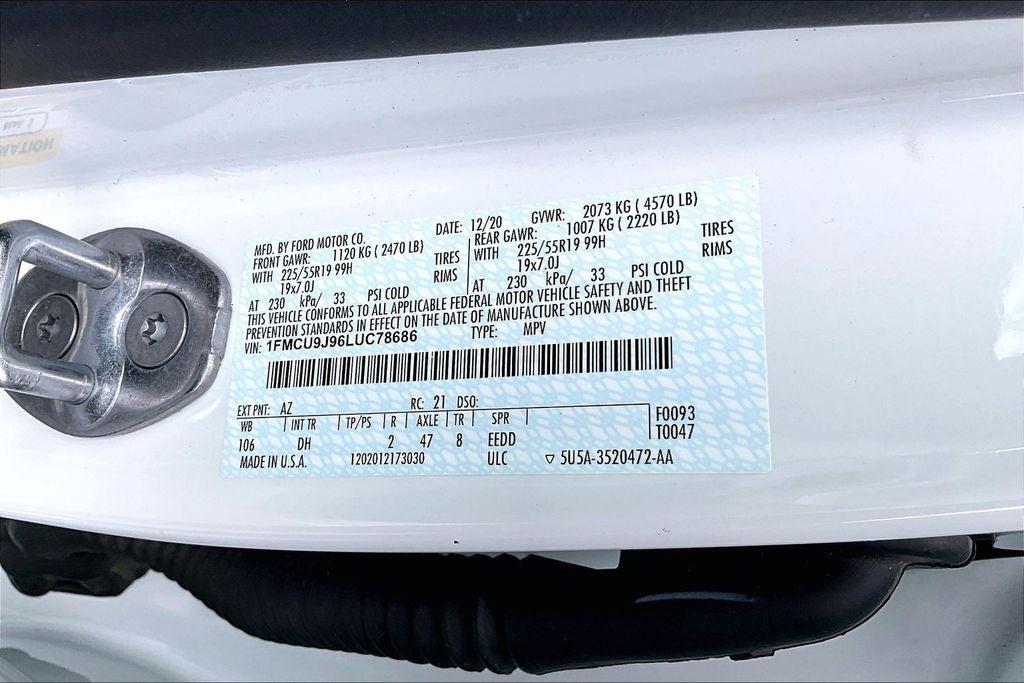 MFD. BY FORD MOTOR CO. DATE: 12/20 GVWR: 2073 KG ( 4570 LB)
FRONT GAWR: 1120 KG ( 2470 LB) REAR GAWR: 1007 KG ( 2220 LB)
WITH 225/55R19 99H TIRES WITH 225/55R19 99H TIRES
19x7.0J RIMS 19x7.0J RIMS
AT 230 kPa/ 33 PSI COLD AT 230 kPa/ 33 PSI COLD
THIS VEHICLE CONFORMS TO ALL APPLICABLE FEDERAL MOTOR VEHICLE SAFETY AND THEFT
PREVENTION STANDARDS IN EFFECT ON THE DATE OF MANUFACTURE SHOWN ABOVE.
VIN: 1FMCU9J96LUC78686 TYPE: MPV
EXT PNT: AZ RC: 21 DSO:
WB INT TR TP/PS R AXLE TR SPR F0093
106 DH 2 47 8 EEDD T0047
MADE IN U.S.A. 1202012173030 ULC ▽ 5U5A-3520472-AA